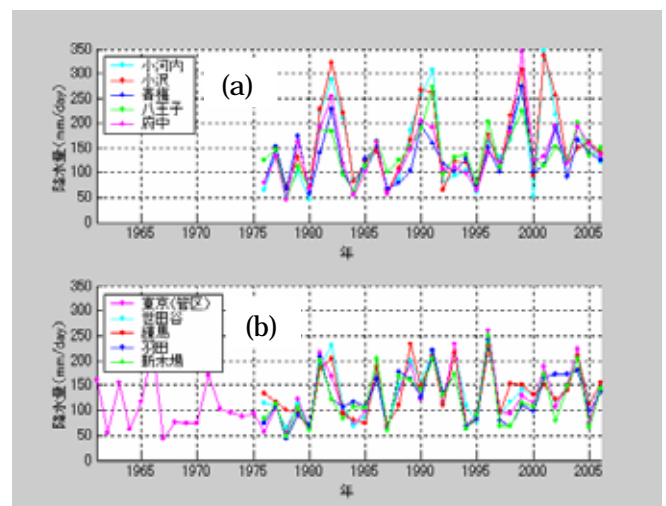 350
300
250
200
150
100
50
0
降水量(mm/day)
小河内
小沢
青梅
八王子
府中
(a)
1965
1970
1975
1980
1985
1990
1995
2000
2005
年
350
300
250
200
150
100
50
0
降水量(mm/day)
東京(管区)
世田谷
練馬
羽田
新木場
(b)
1965
1970
1975
1980
1985
1990
1995
2000
2005
年